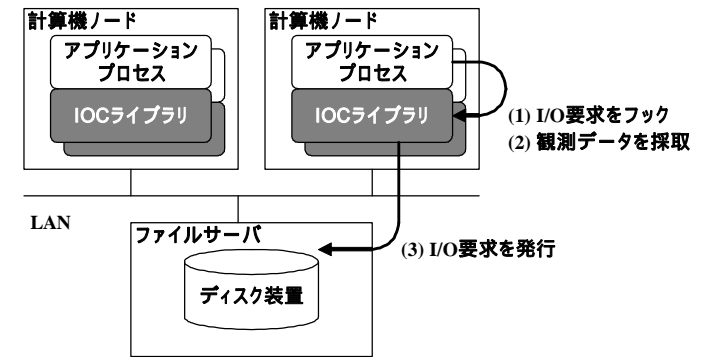 計算機ノード
アプリケーション
プロセス
IOCライブラリ
計算機ノード
アプリケーション
プロセス
IOCライブラリ
(1) I/O要求をフック
(2) 観測データを採取
LAN
ファイルサーバ
(3) I/O要求を発行
ディスク装置